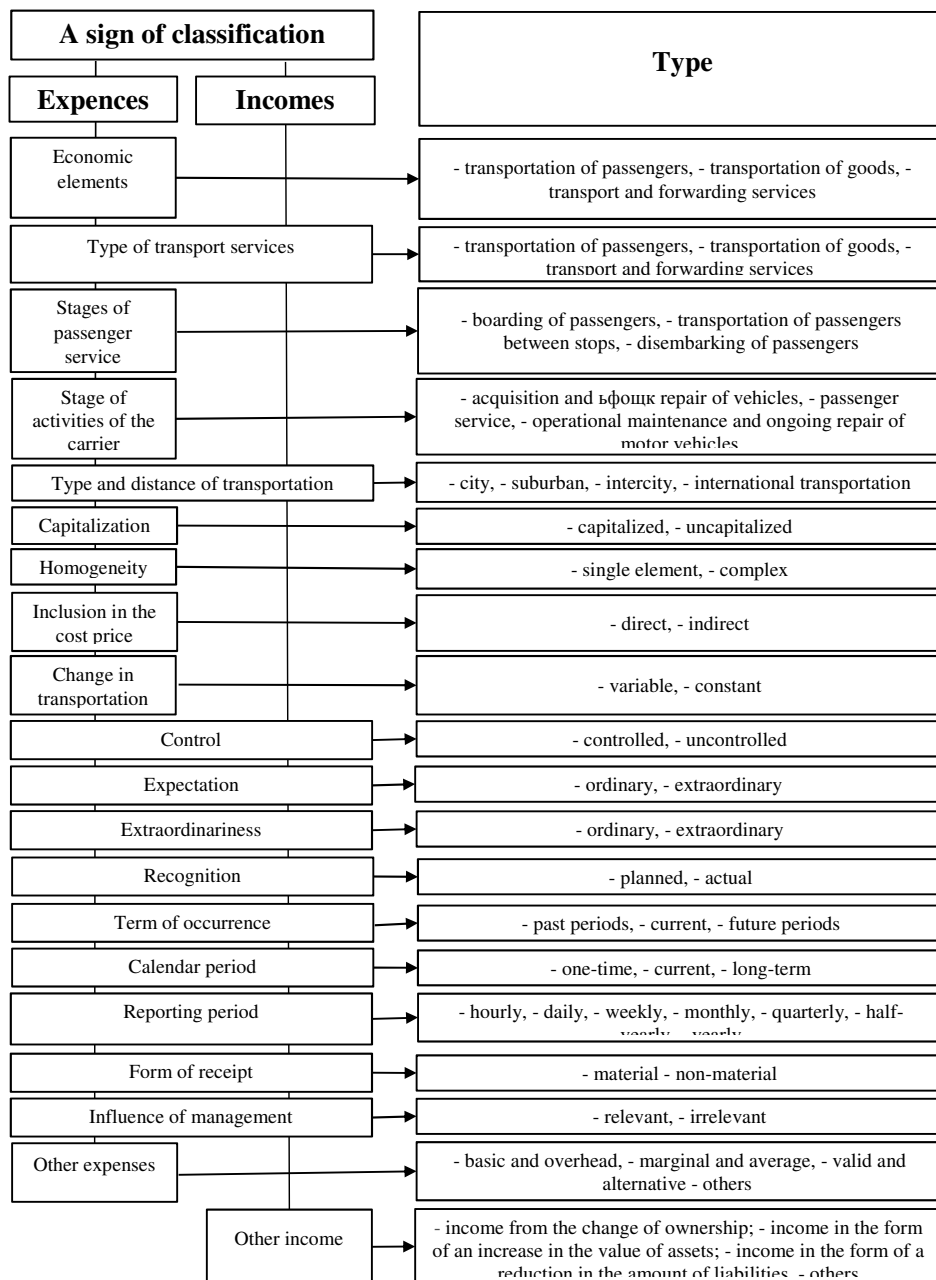 A sign of classification
Type
Expences
Incomes
Economic
elements
- transportation of passengers, - transportation of goods, -
transport and forwarding services
Type of transport services
- transportation of passengers, - transportation of goods, -
transport and forwarding services
Stages of
passenger
service
- boarding of passengers, - transportation of passengers
between stops, - disembarking of passengers
Stage of
activities of the
carrier
- acquisition and ьфощк repair of vehicles, - passenger
service, - operational maintenance and ongoing repair of
motor vehicles
Type and distance of transportation
- city, - suburban, - intercity, - international transportation
Capitalization
- capitalized, - uncapitalized
Homogeneity
- single element, - complex
Inclusion in the
cost price
- direct, - indirect
Change in
transportation
- variable, - constant
Control
- controlled, - uncontrolled
Expectation
- ordinary, - extraordinary
Extraordinariness
- ordinary, - extraordinary
Recognition
- planned, - actual
Term of occurrence
- past periods, - current, - future periods
Calendar period
- one-time, - current, - long-term
Reporting period
- hourly, - daily, - weekly, - monthly, - quarterly, - half-
yearly, - yearly
Form of receipt
- material - non-material
Influence of management
- relevant, - irrelevant
Other expenses
- basic and overhead, - marginal and average, - valid and
alternative - others
Other income
- income from the change of ownership; - income in the form
of an increase in the value of assets; - income in the form of a
reduction in the amount of liabilities, - others